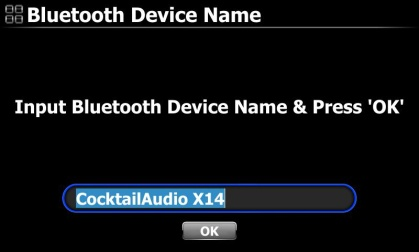 Bluetooth Device Name
Input Bluetooth Device Name & Press 'OK'
CocktailAudio X14
OK